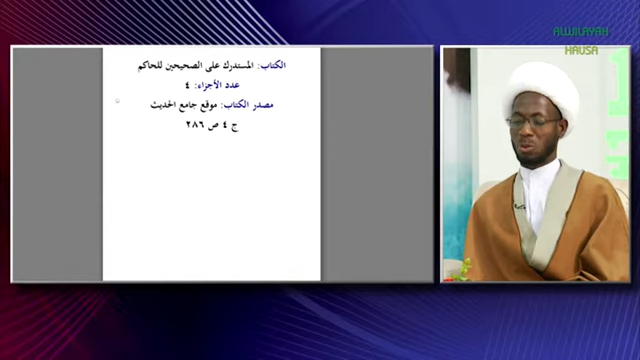 ALWILAYAH
HAUSA
الكتاب: المستدرك على الصحيحين للحاكم
عدد الأجزاء: ٤
مصدر الكتاب: موقع جامع الحديث
ج ٤ ص ٢٨٦